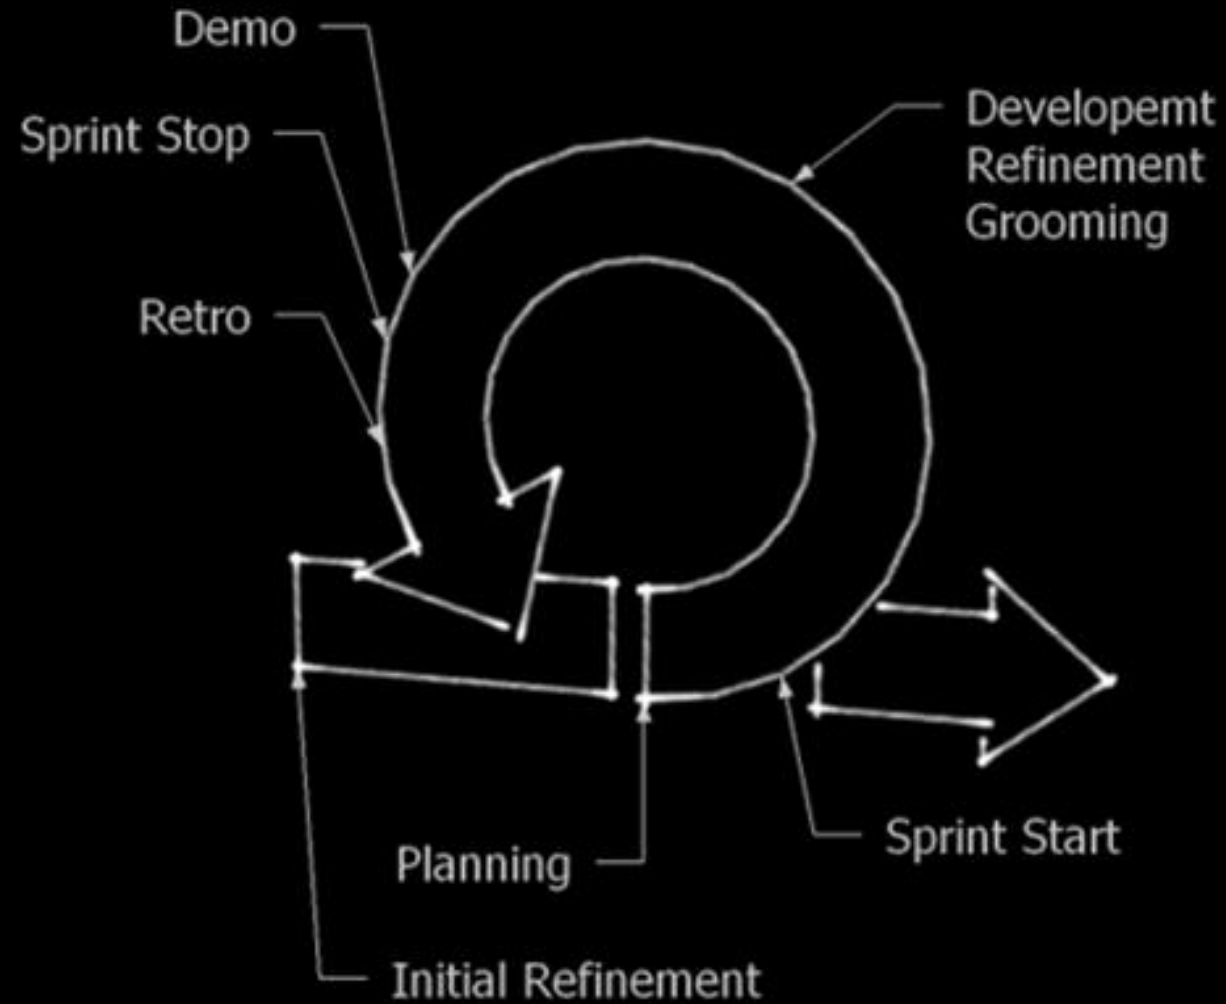 Demo
Sprint Stop
Retro
Developemt
Refinement
Grooming
Sprint Start
Planning
Initial Refinement